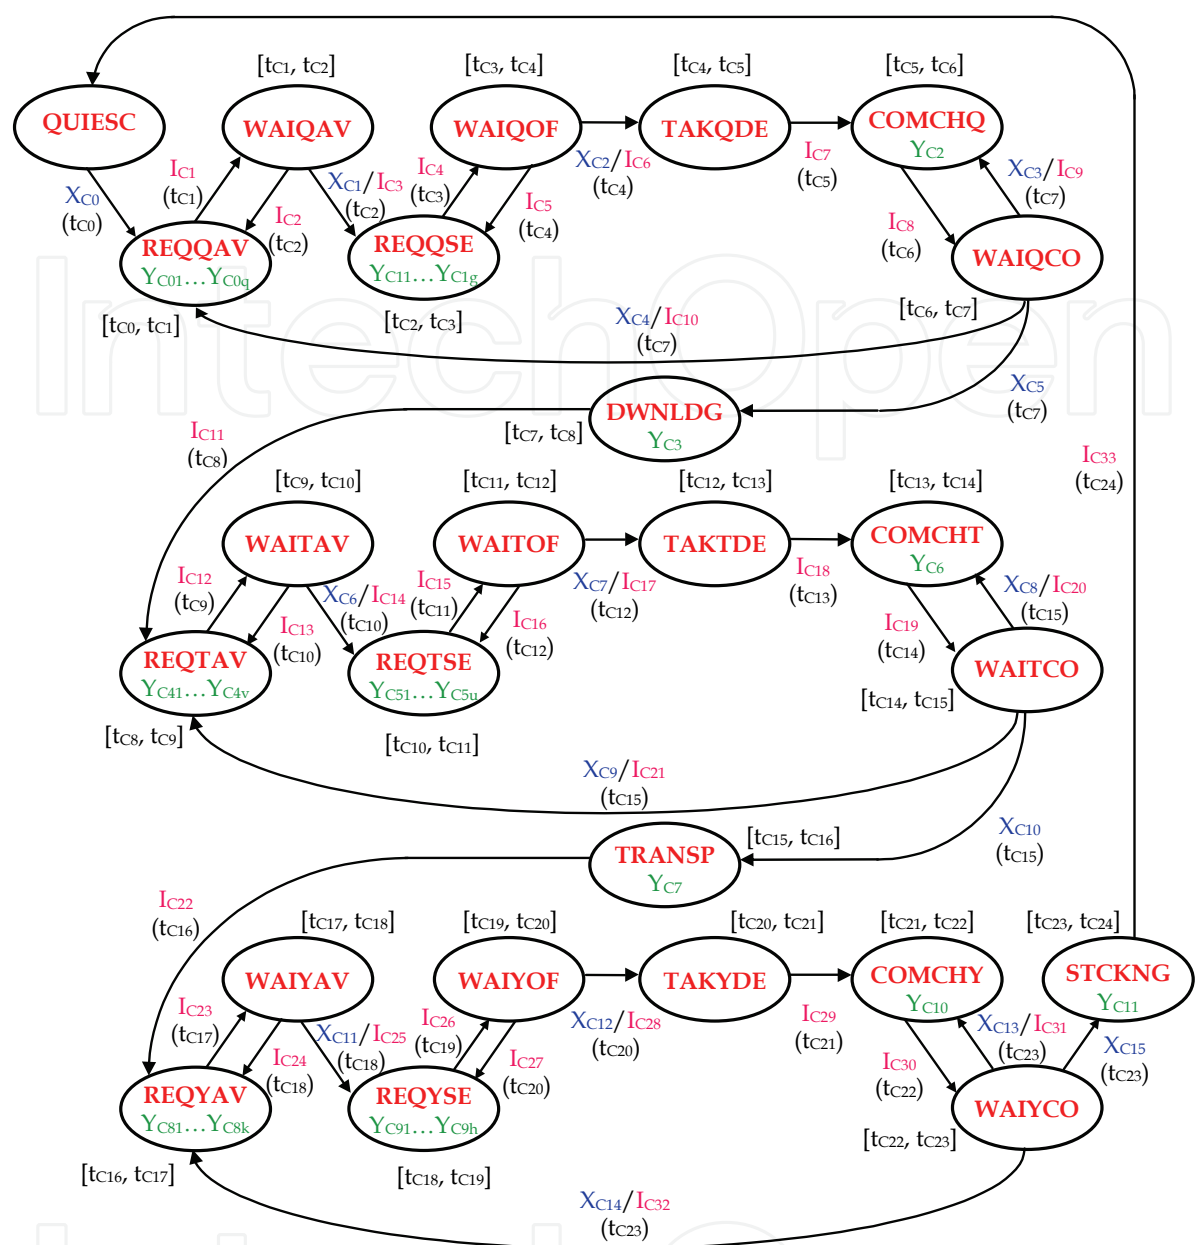 [tC1, tC2]
[tC3, tC4]
[tC4, tC5]
[tC5, tC6]
QUIESC
WAIQAV
WAIQOF
TAKQDE
COMCHQ
YC2
XC0
(tC0)
IC1
(tC1)
IC2
(tC2)
XC1/IC3
(tC2)
IC4
(tC3)
IC5
(tC4)
XC2/IC6
(tC4)
IC7
(tC5)
IC8
(tC6)
XC3/IC9
(tC7)
REQQAV
YC01...YC0q
REQQSE
YC11...YC1g
WAIQCO
[tC0, tC1]
[tC2, tC3]
[tC6, tC7]
XC4/IC10
(tC7)
XC5
(tC7)
DWNLDG
YC3
[tC7, tC8]
IC11
(tC8)
IC33
(tC24)
[tC9, tC10]
[tC11, tC12]
[tC12, tC13]
[tC13, tC14]
WAITAV
WAITOF
TAKTDE
COMCHT
YC6
IC12
(tC9)
IC13
(tC10)
XC6/IC14
(tC10)
IC15
(tC11)
IC16
(tC12)
XC7/IC17
(tC12)
IC18
(tC13)
IC19
(tC14)
XC8/IC20
(tC15)
REQTAV
YC41...YC4v
REQTSE
YC51...YC5u
WAITCO
[tC8, tC9]
[tC10, tC11]
[tC14, tC15]
XC9/IC21
(tC15)
XC10
(tC15)
TRANSP
YC7
[tC15, tC16]
IC22
(tC16)
[tC17, tC18]
[tC19, tC20]
[tC20, tC21]
[tC21, tC22]
[tC23, tC24]
WAIYAV
WAIYOF
TAKYDE
COMCHY
YC10
STCKNG
YC11
IC23
(tC17)
IC24
(tC18)
XC11/IC25
(tC18)
IC26
(tC19)
IC27
(tC20)
XC12/IC28
(tC20)
IC29
(tC21)
IC30
(tC22)
XC13/IC31
(tC23)
XC15
(tC23)
REQYAV
YC81...YC8k
REQYSE
YC91...YC9h
WAIYCO
[tC16, tC17]
[tC18, tC19]
[tC22, tC23]
XC14/IC32
(tC23)
IntechOpen